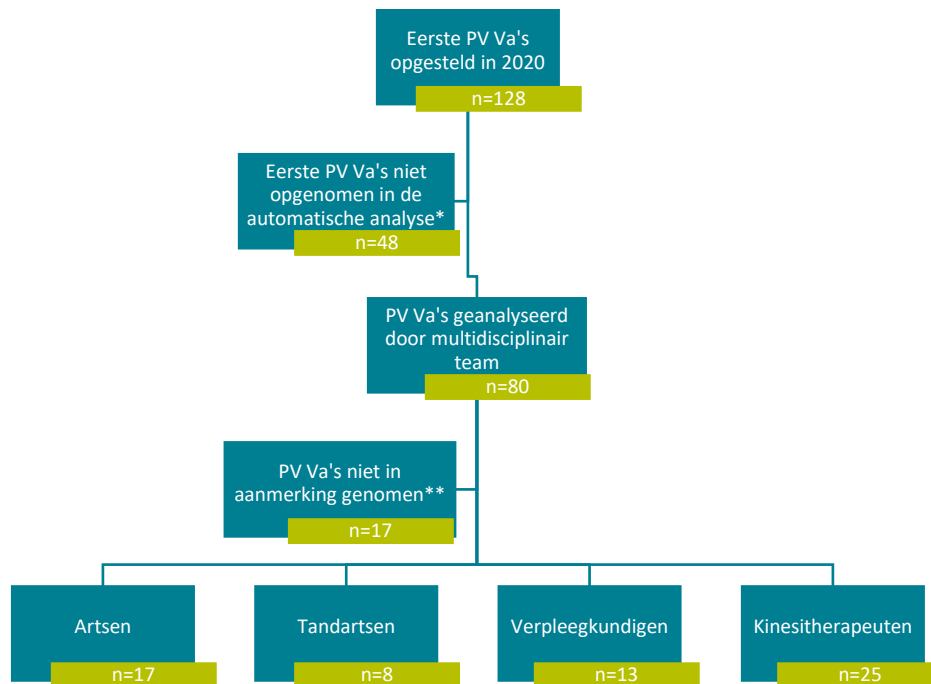 Eerste PV Va's
opgesteld in 2020
n=128
Eerste PV Va's niet
opgenomen in de
automatische analyse*
n=48
PV Va's geanalyseerd
door multidisciplinair
team
n=80
PV Va's niet in
aanmerking genomen**
n=17
Artsen
n=17
Tandartsen
n=8
Verpleegkundigen
n=13
Kinesitherapeuten
n=25